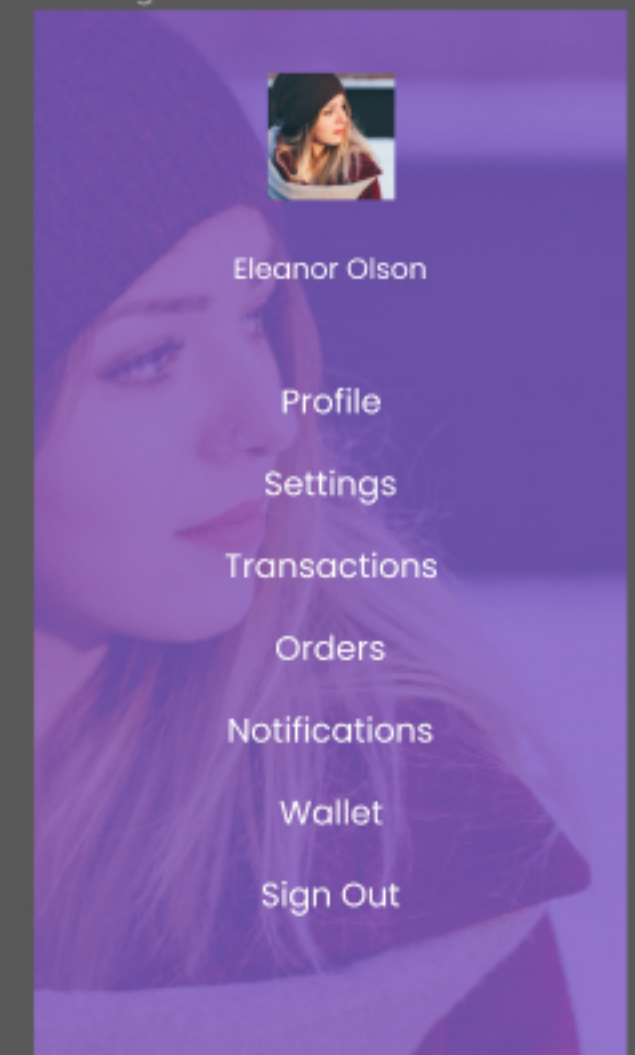 Eleanor Olson
Profile
Settings
Transactions
Orders
Notifications
Wallet
Sign Out